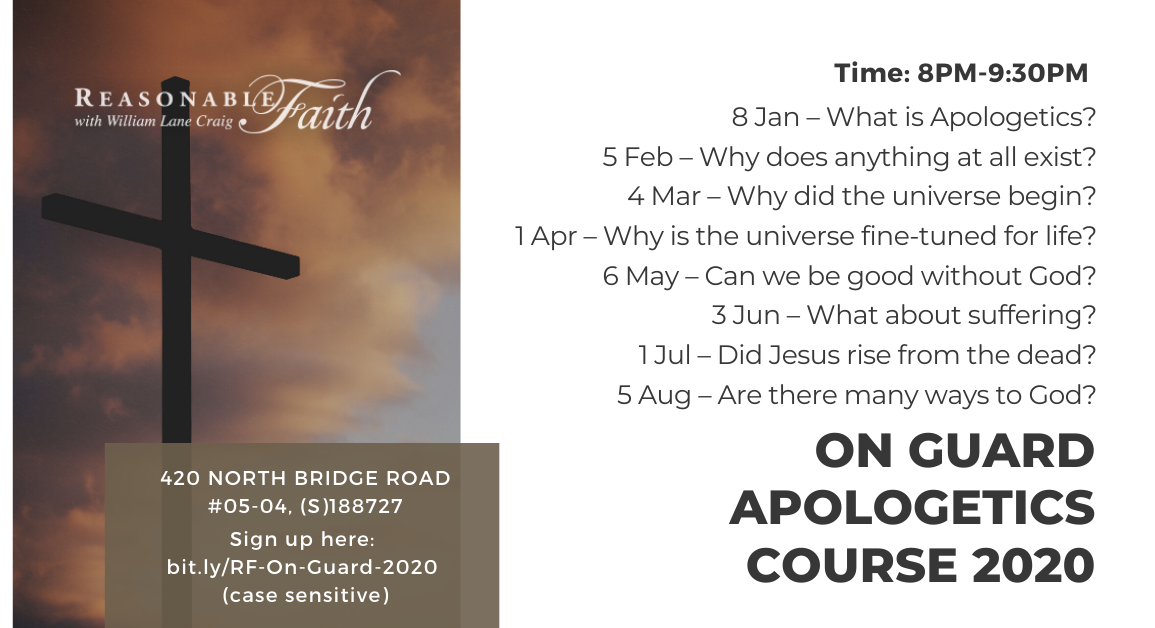 REASONABLE Faith
with William Lane Craig
Time: 8PM-9:30PM
8 Jan – What is Apologetics?
5 Feb – Why does anything at all exist?
4 Mar – Why did the universe begin?
1 Apr – Why is the universe fine-tuned for life?
6 May – Can we be good without God?
3 Jun – What about suffering?
1 Jul – Did Jesus rise from the dead?
5 Aug – Are there many ways to God?
ON GUARD
APOLOGETICS
COURSE 2020
420 NORTH BRIDGE ROAD
#05-04, (S)188727
Sign up here:
bit.ly/RF-On-Guard-2020
(case sensitive)